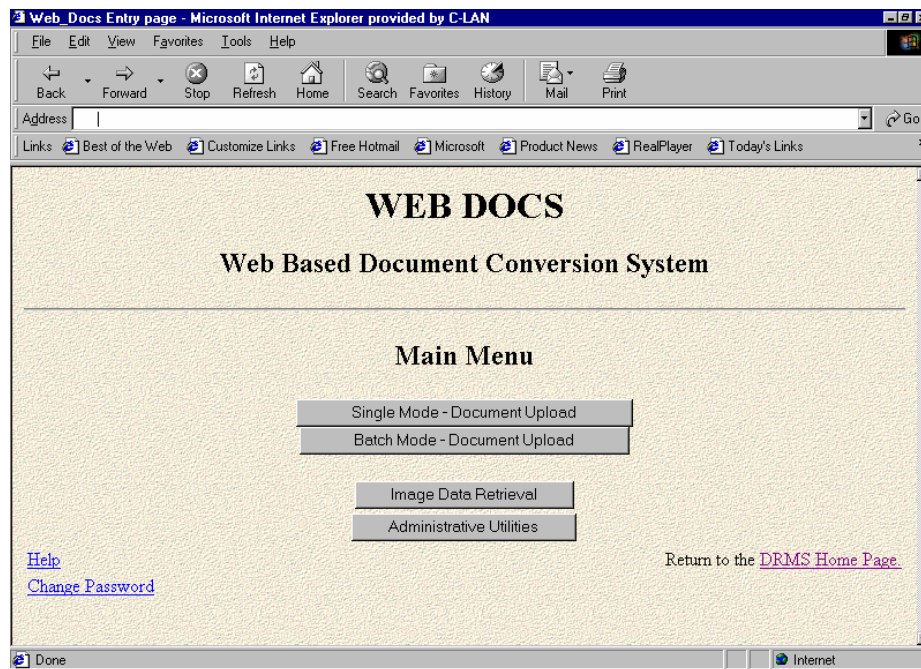 Web_Docs Entry page - Microsoft Internet Explorer provided by C-LAN
File Edit View Favorites Tools Help
Back Forward Stop Refresh Home Search Favorites History Mail Print
Address Go
Links Best of the Web Customize Links Free Hotmail Microsoft Product News RealPlayer Today's Links
WEB DOCS
Web Based Document Conversion System
Main Menu
Single Mode - Document Upload
Batch Mode - Document Upload
Image Data Retrieval
Administrative Utilities
Help Return to the DRMS Home Page.
Change Password
Done Internet